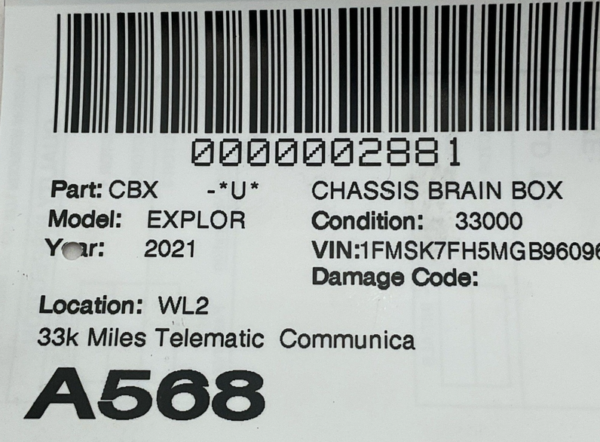 0000002881
Part: CBX -*U* CHASSIS BRAIN BOX
Model: EXPLOR Condition: 33000
Year: 2021 VIN:1FMSK7FH5MGB96096
Damage Code:
Location: WL2
33k Miles Telematic Communica
A568